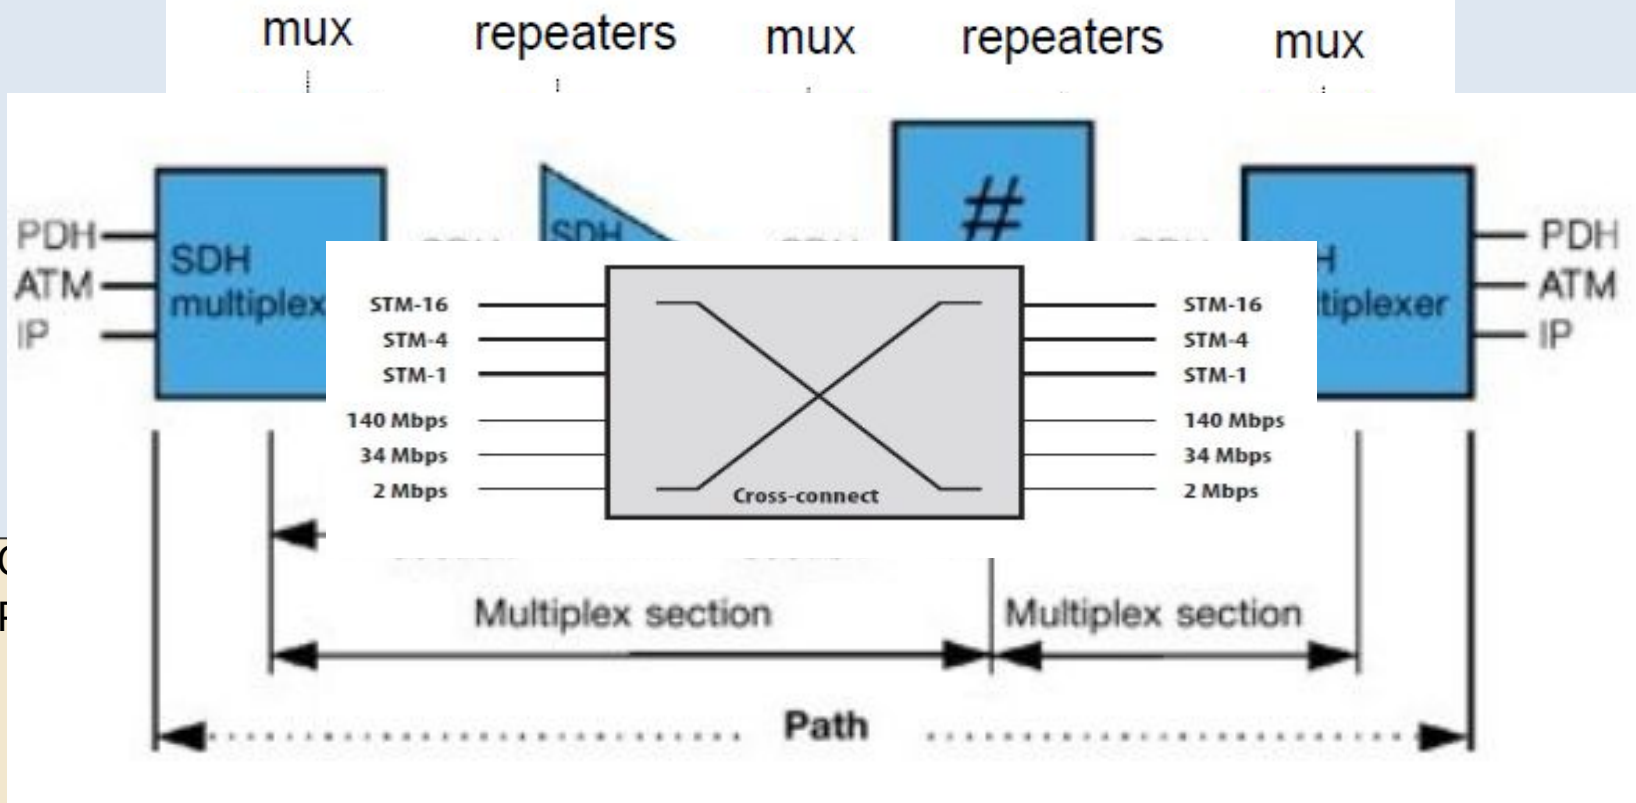 mux repeaters mux repeaters mux
#
PDH
ATM
IP
SDH
multiplex
SDH
PDH
ATM
IP
H
tiplexer
STM-16
STM-4
STM-1
140 Mbps
34 Mbps
2 Mbps
Cross-connect
STM-16
STM-4
STM-1
140 Mbps
34 Mbps
2 Mbps
Multiplex section Multiplex section
Path